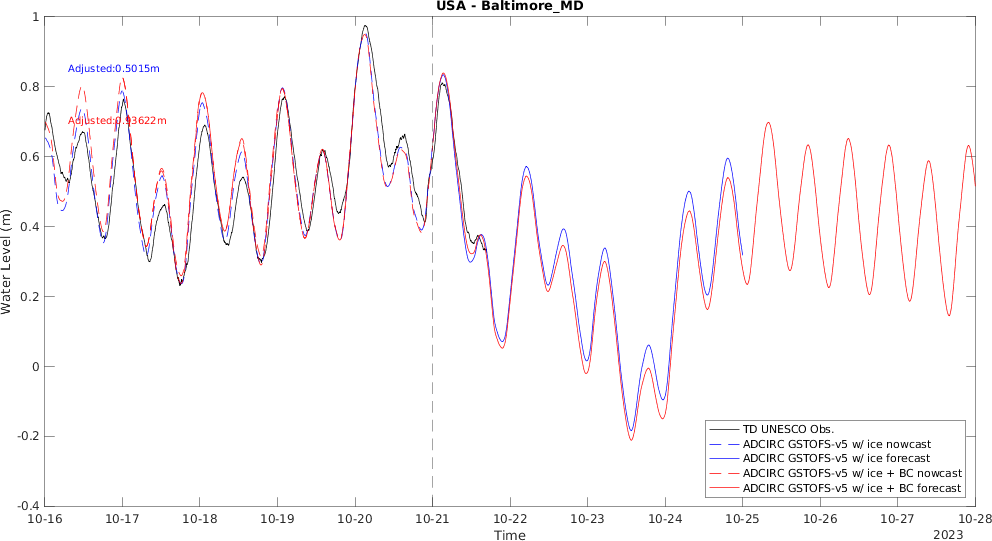 USA - Baltimore_MD
1
0.8
0.6
0.4
0.2
0
-0.2
-0.4
Water Level (m)
Adjusted:0.5015m
Adjusted:0.93622m
TD UNESCO Obs.
ADCIRC GSTOFS-v5 w/ ice nowcast
ADCIRC GSTOFS-v5 w/ ice forecast
ADCIRC GSTOFS-v5 w/ ice + BC nowcast
ADCIRC GSTOFS-v5 w/ ice + BC forecast
10-16 10-17 10-18 10-19 10-20 10-21 10-22 10-23 10-24 10-25 10-26 10-27 10-28
Time
2023